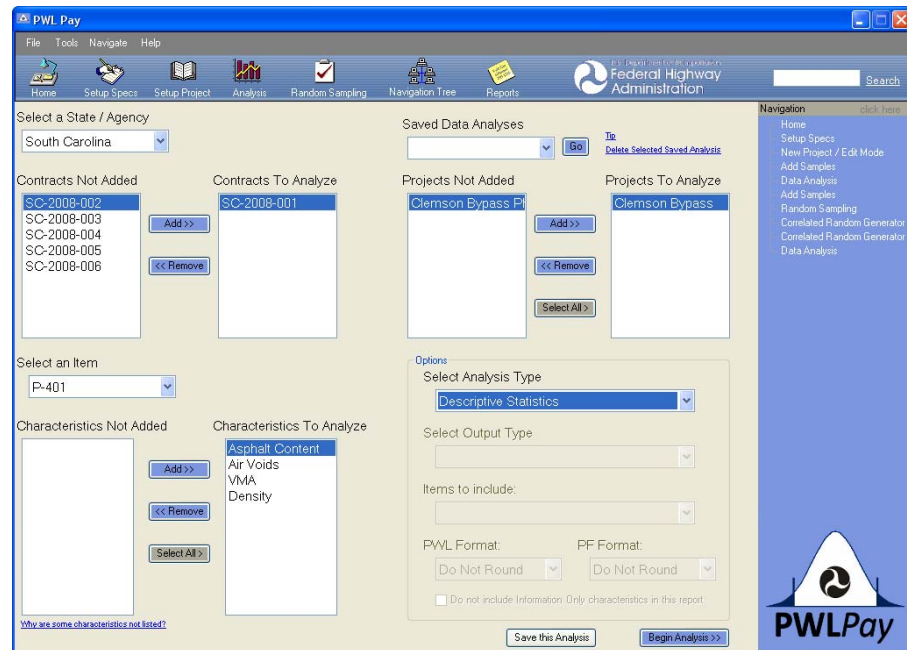 PWL Pay
File Tools Navigate Help
Home Setup Specs Setup Project Analysis Random Sampling Navigation Tree Reports
U.S. Department of Transportation
Federal Highway
Administration
Search
Select a State / Agency
South Carolina
Saved Data Analyses
Go
Tip
Delete Selected Saved Analysis
Contracts Not Added
SC-2008-002
SC-2008-003
SC-2008-004
SC-2008-005
SC-2008-006
Add >>
<< Remove
Contracts To Analyze
SC-2008-001
Projects Not Added
Clemson Bypass Ph
Add >>
<< Remove
Select All >
Projects To Analyze
Clemson Bypass
Select an Item
P-401
Characteristics Not Added
Add >>
<< Remove
Select All >
Characteristics To Analyze
Asphalt Content
Air Voids
VMA
Density
Why are some characteristics not listed?
Options
Select Analysis Type
Descriptive Statistics
Select Output Type
Items to include:
PWL Format: PF Format:
Do Not Round Do Not Round
Do not include Information Only characteristics in this report
Save this Analysis Begin Analysis >>
Navigation click here
Home
Setup Specs
New Project / Edit Mode
Add Samples
Data Analysis
Add Samples
Random Sampling
Correlated Random Generator
Correlated Random Generator
Data Analysis
PWLPay